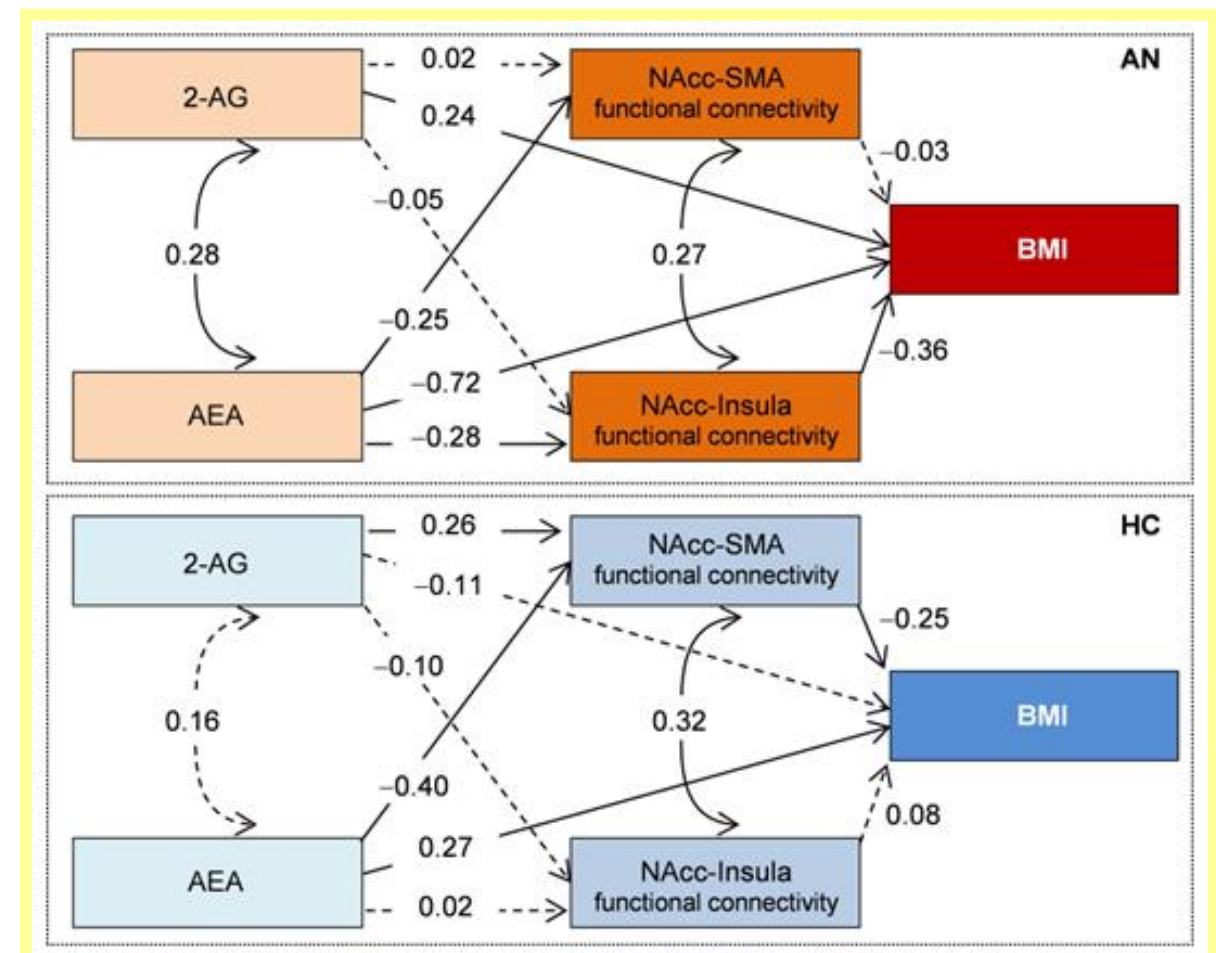 AN
0.02
2-AG
NAcc-SMA
functional connectivity
0.24
−0.03
−0.05
0.28
0.27
BMI
−0.25
−0.36
−0.72
AEA
NAcc-Insula
functional connectivity
−0.28
HC
0.26
2-AG
NAcc-SMA
functional connectivity
−0.11
−0.25
−0.10
0.16
0.32
BMI
−0.40
0.08
0.27
AEA
NAcc-Insula
functional connectivity
0.02